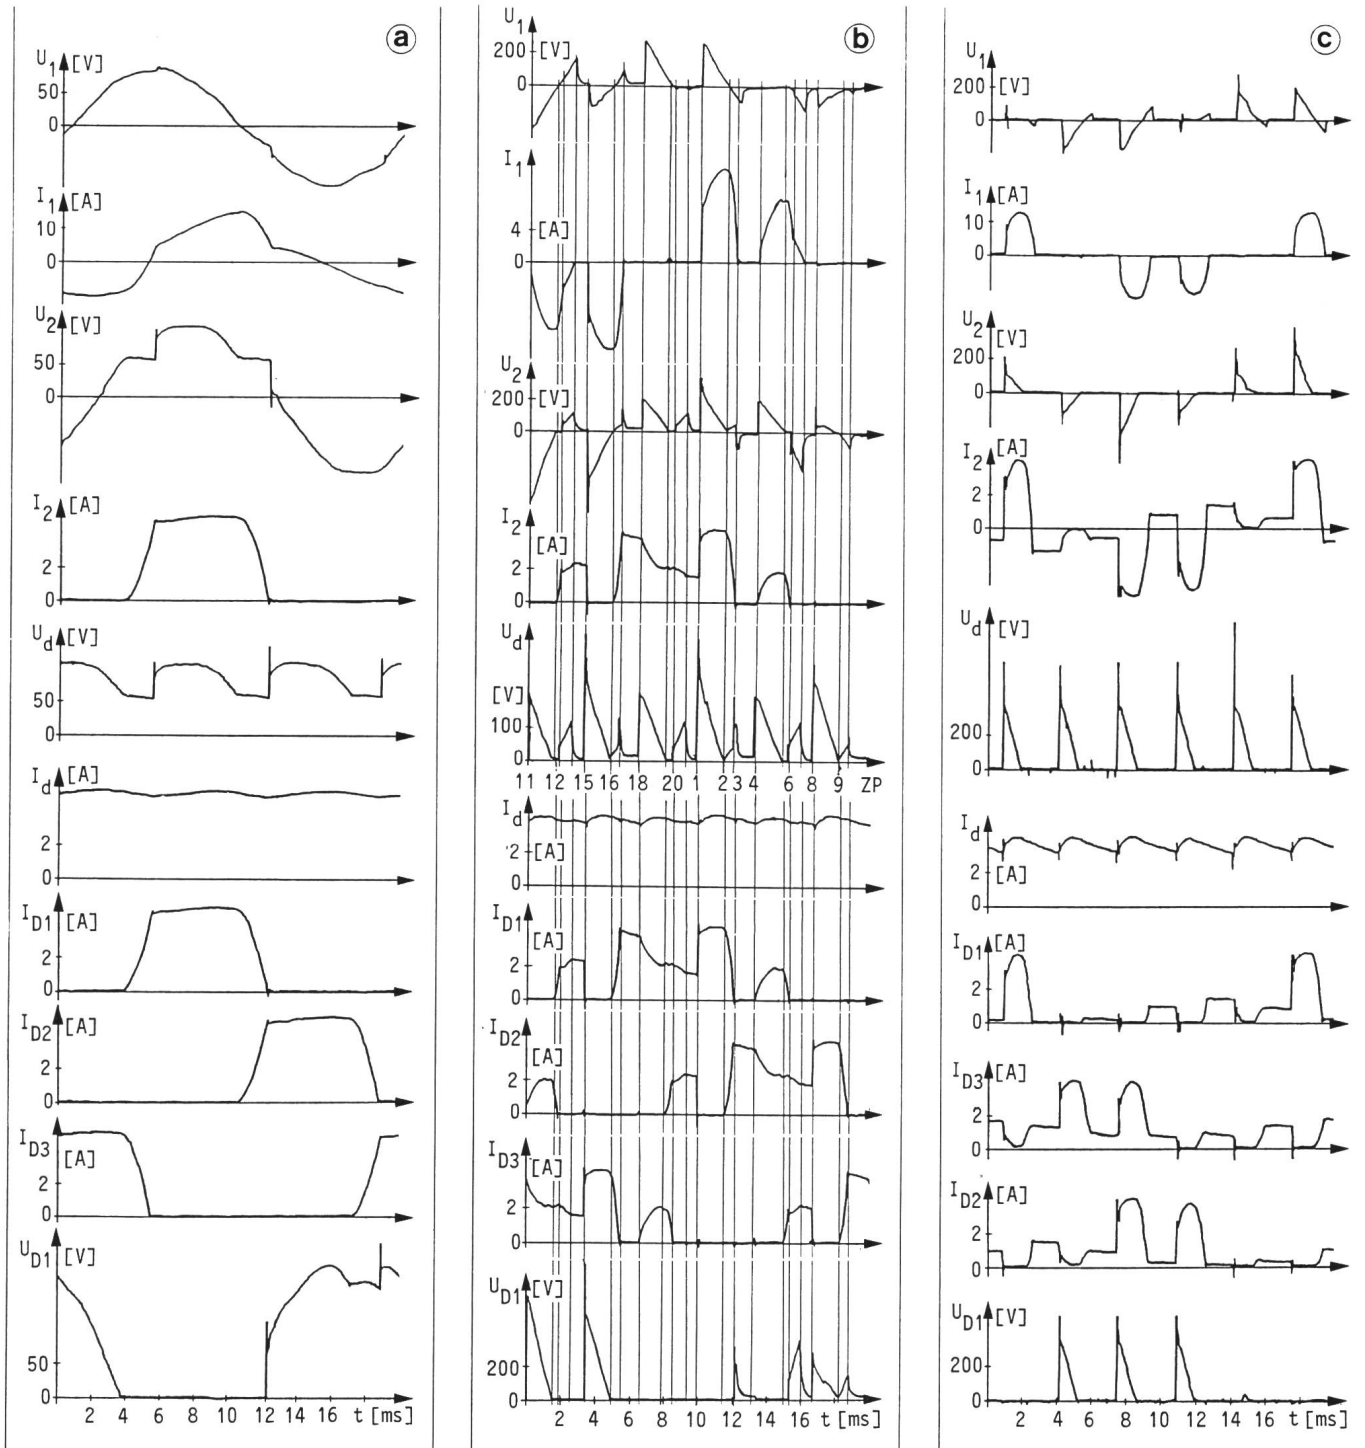 a
U1 [V]
50
0
I1 [A]
10
0
U2 [V]
50
0
I2 [A]
2
0
Ud [V]
50
0
Id [A]
2
0
ID1 [A]
2
0
ID2 [A]
2
0
ID3 [A]
2
0
UD1 [V]
50
0
2 4 6 8 10 12 14 16 t [ms]
b
U1 [V]
200
0
I1
4 [A]
0
U2
200 [V]
0
I2
[A]
2
0
Ud
[V]
100
0
11 12 15 16 18 20 1 2 3 4 6 8 9 ZP
Id
2 [A]
0
ID1
[A]
2
0
ID2
[A]
2
0
ID3
[A]
2
0
UD1 [V]
200
0
2 4 6 8 10 12 14 16 t [ms]
c
U1 [V]
200
0
I1 [A]
10
0
U2
[V]
200
0
I2 [A]
2
2
0
Ud [V]
200
0
Id
2 [A]
0
ID1 [A]
2
0
ID3 [A]
2
0
ID2 [A]
2
0
UD1 [V]
200
0
2 4 6 8 10 12 14 16 t [ms]